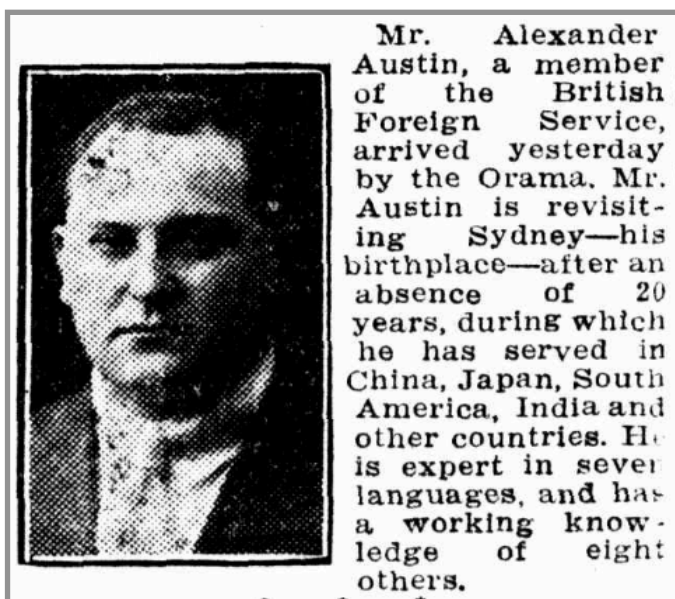 Mr. Alexander
Austin, a member
of the British
Foreign Service,
arrived yesterday
by the Orama. Mr.
Austin is revisit-
ing Sydney—his
birthplace—after an
absence of 20
years, during which
he has served in
China, Japan, South
America, India and
other countries. He
is expert in seven
languages, and has
a working know-
ledge of eight
others.